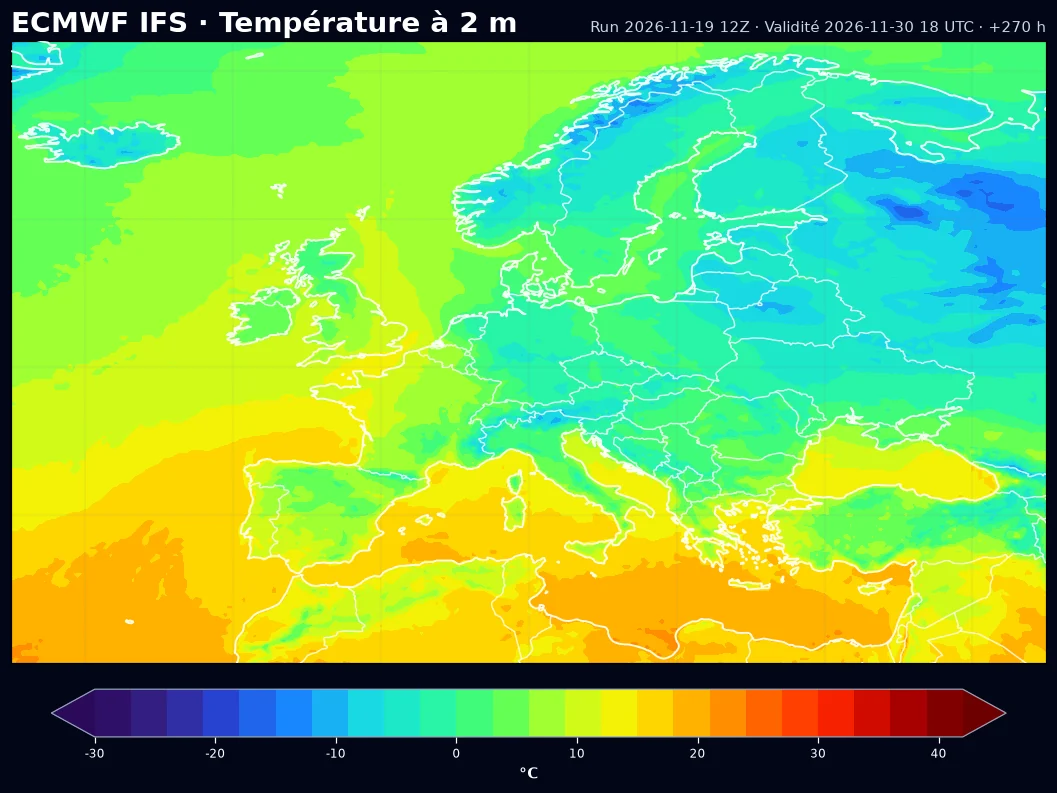 ECMWF IFS · Température à 2 m
Run 2026-11-19 12Z · Validité 2026-11-30 18 UTC · +270 h
-30 -20 -10 0 10 20 30 40
°C